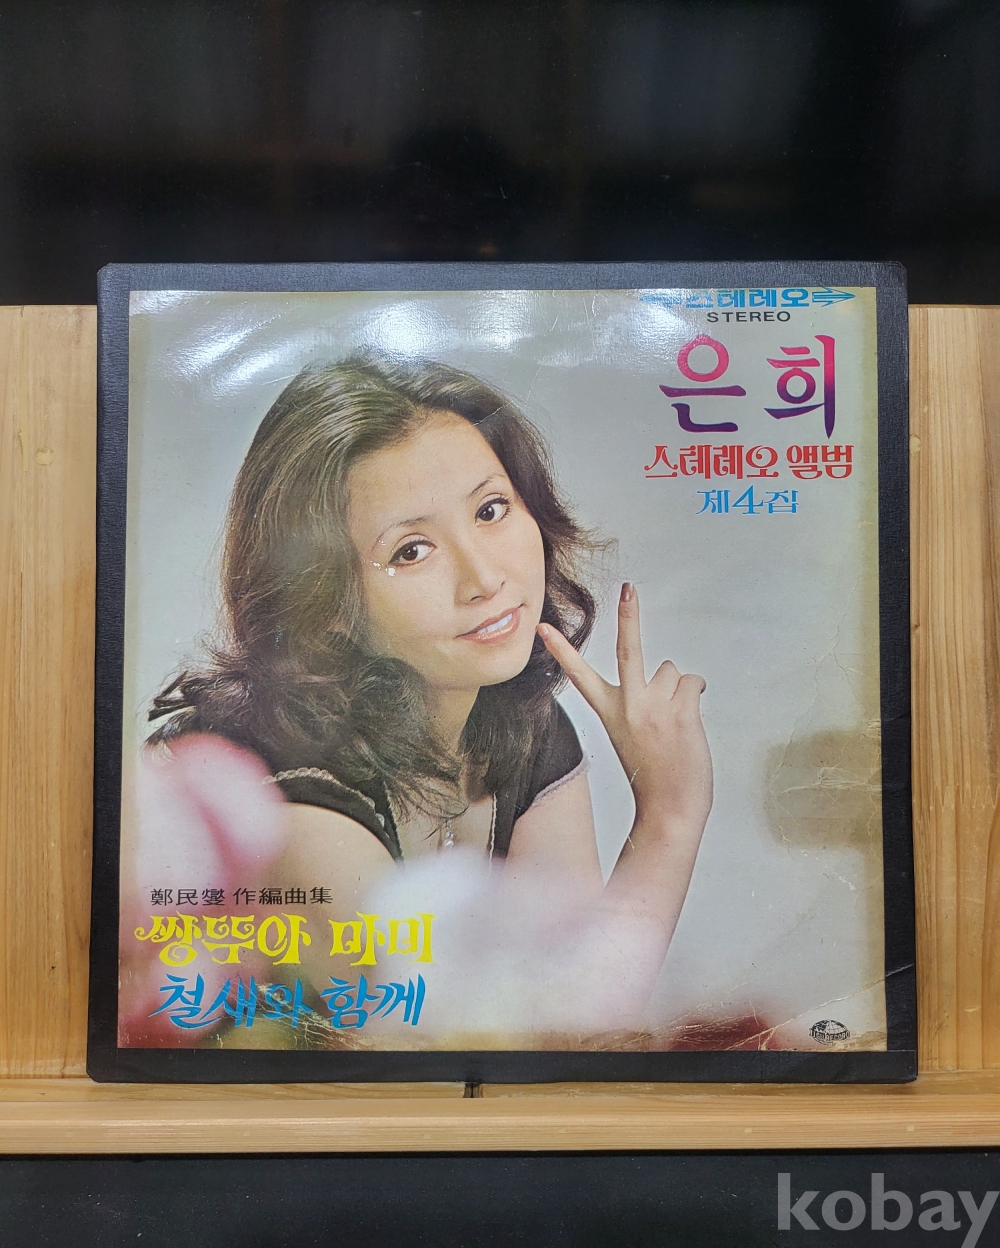 스테레오
STEREO
은희
스테레오 앨범
제4집
鄭民燮 作編曲集
쌍뚜아 마미
철새와 함께
kobay